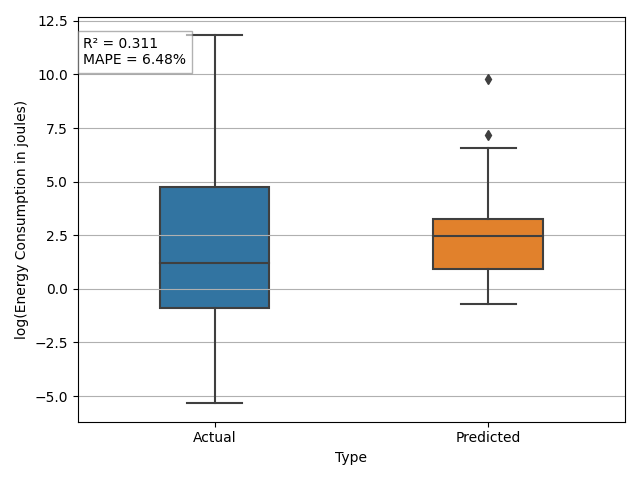 12.5
10.0
7.5
5.0
2.5
0.0
−2.5
−5.0
log(Energy Consumption in joules)
R² = 0.311
MAPE = 6.48%
Actual
Predicted
Type